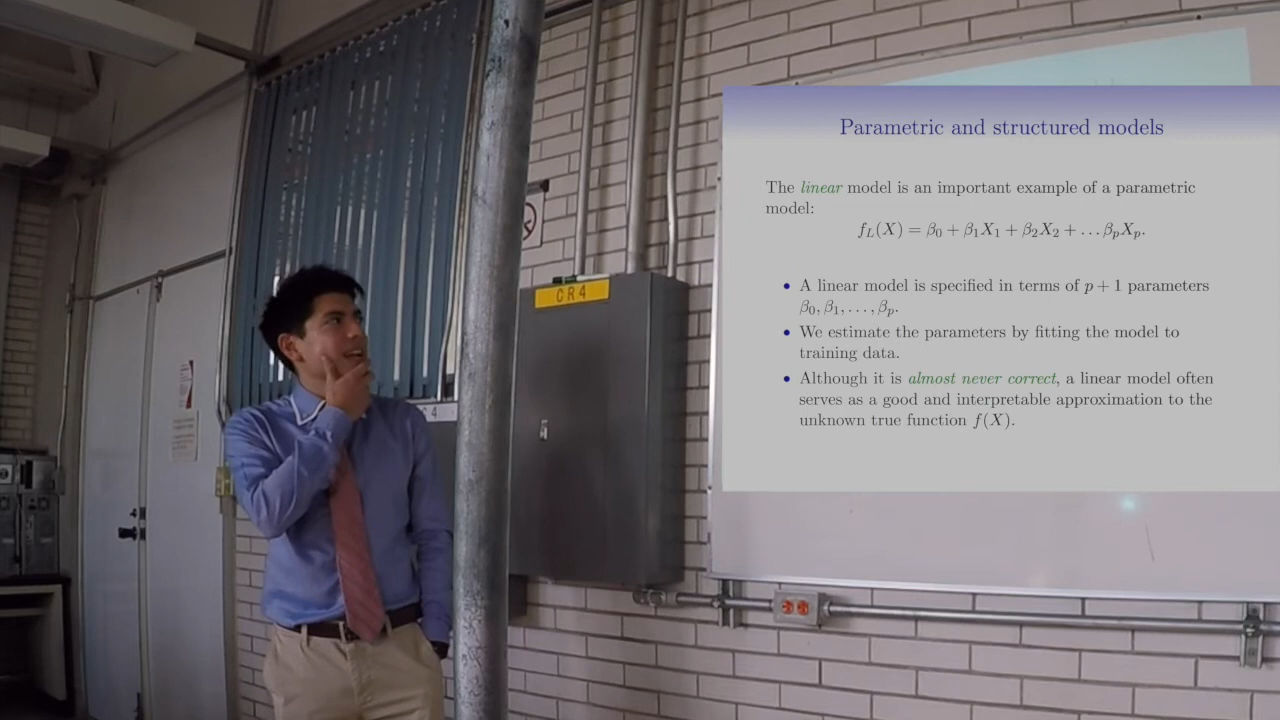 Parametric and structured models
The linear model is an important example of a parametric
model:
f_L(X) = β_0 + β_1X_1 + β_2X_2 + . . . β_pX_p.
• A linear model is specified in terms of p + 1 parameters
β_0, β_1, . . . , β_p.
• We estimate the parameters by fitting the model to
training data.
• Although it is almost never correct, a linear model often
serves as a good and interpretable approximation to the
unknown true function f(X).
CR4